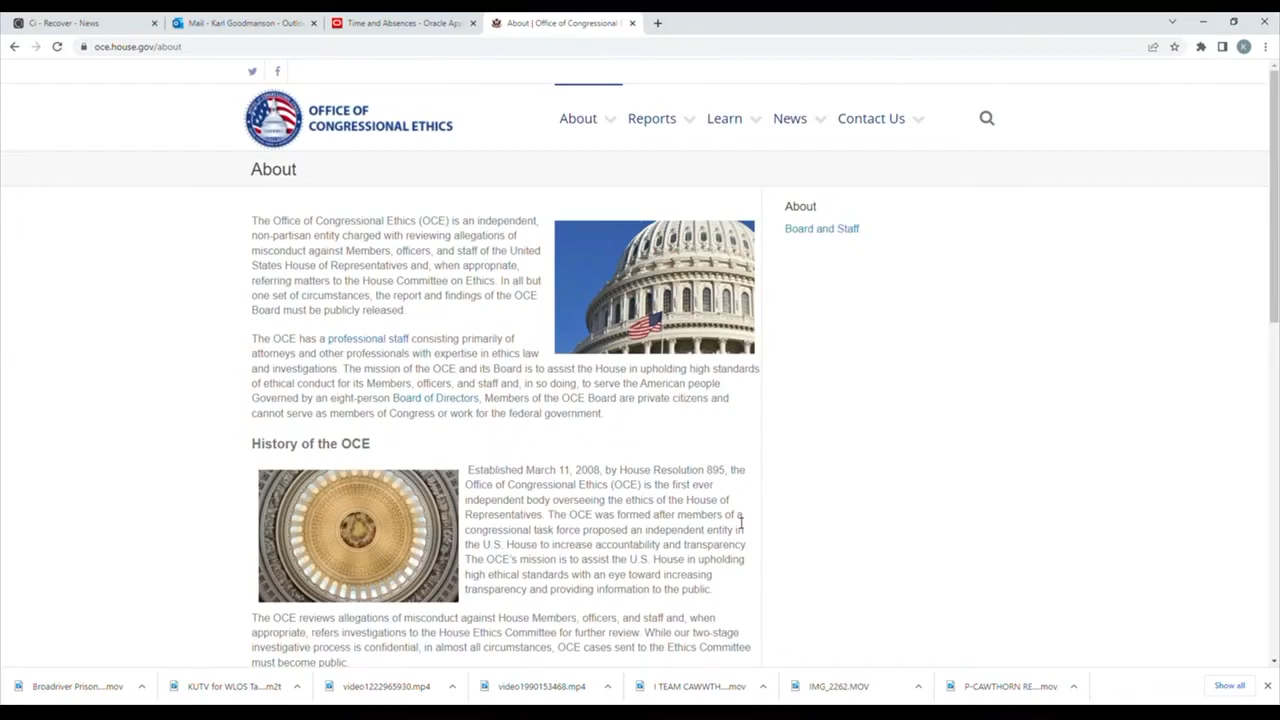 Ci - Recover - News
Mail - Karl Goodmanson - Outlo
Time and Absences - Oracle App
About | Office of Congressional E
oce.house.gov/about
K
OFFICE OF
CONGRESSIONAL ETHICS
About
Reports
Learn
News
Contact Us
About
The Office of Congressional Ethics (OCE) is an independent,
non-partisan entity charged with reviewing allegations of
misconduct against Members, officers, and staff of the United
States House of Representatives and, when appropriate,
referring matters to the House Committee on Ethics. In all but
one set of circumstances, the report and findings of the OCE
Board must be publicly released.
The OCE has a professional staff consisting primarily of
attorneys and other professionals with expertise in ethics law
and investigations. The mission of the OCE and its Board is to assist the House in upholding high standards
of ethical conduct for its Members, officers, and staff and, in so doing, to serve the American people
Governed by an eight-person Board of Directors, Members of the OCE Board are private citizens and
cannot serve as members of Congress or work for the federal government.
About
Board and Staff
History of the OCE
Established March 11, 2008, by House Resolution 895, the
Office of Congressional Ethics (OCE) is the first ever
independent body overseeing the ethics of the House of
Representatives. The OCE was formed after members of a
congressional task force proposed an independent entity in
the U.S. House to increase accountability and transparency.
The OCE's mission is to assist the U.S. House in upholding
high ethical standards with an eye toward increasing
transparency and providing information to the public.
The OCE reviews allegations of misconduct against House Members, officers, and staff and, when
appropriate, refers investigations to the House Ethics Committee for further review. While our two-stage
investigative process is confidential, in almost all circumstances, OCE cases sent to the Ethics Committee
must become public.
Broadriver Prison....mov
KUTV for WLOS Ta....m2t
video1222965930.mp4
video1990153468.mp4
I TEAM CAWWTH....mov
IMG_2262.MOV
P-CAWTHORN RE....mov
Show all